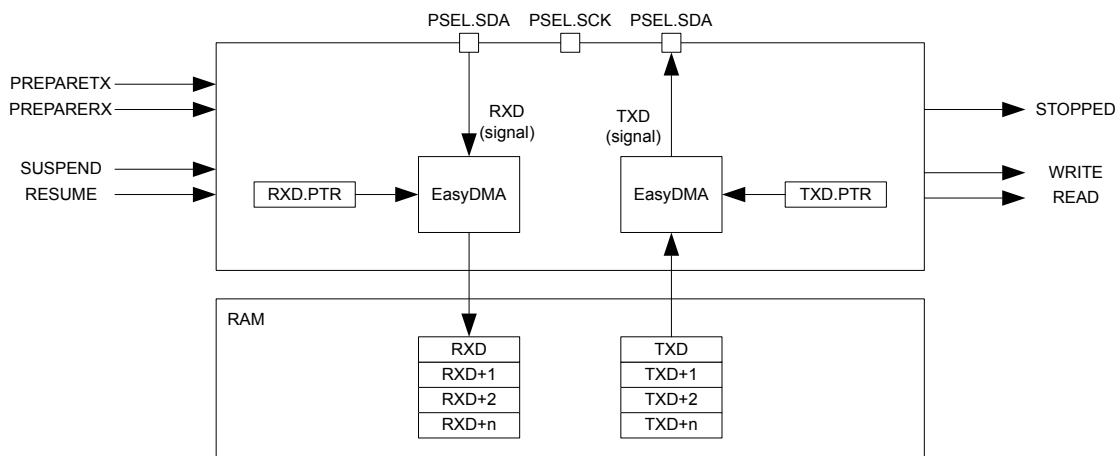 PSEL.SDA PSEL.SCK PSEL.SDA
PREPARETX
PREPARERX
RXD
(signal)
TXD
(signal)
STOPPED
SUSPEND
RESUME
RXD.PTR
EasyDMA
EasyDMA
TXD.PTR
WRITE
READ
RAM
RXD
RXD+1
RXD+2
RXD+n
TXD
TXD+1
TXD+2
TXD+n